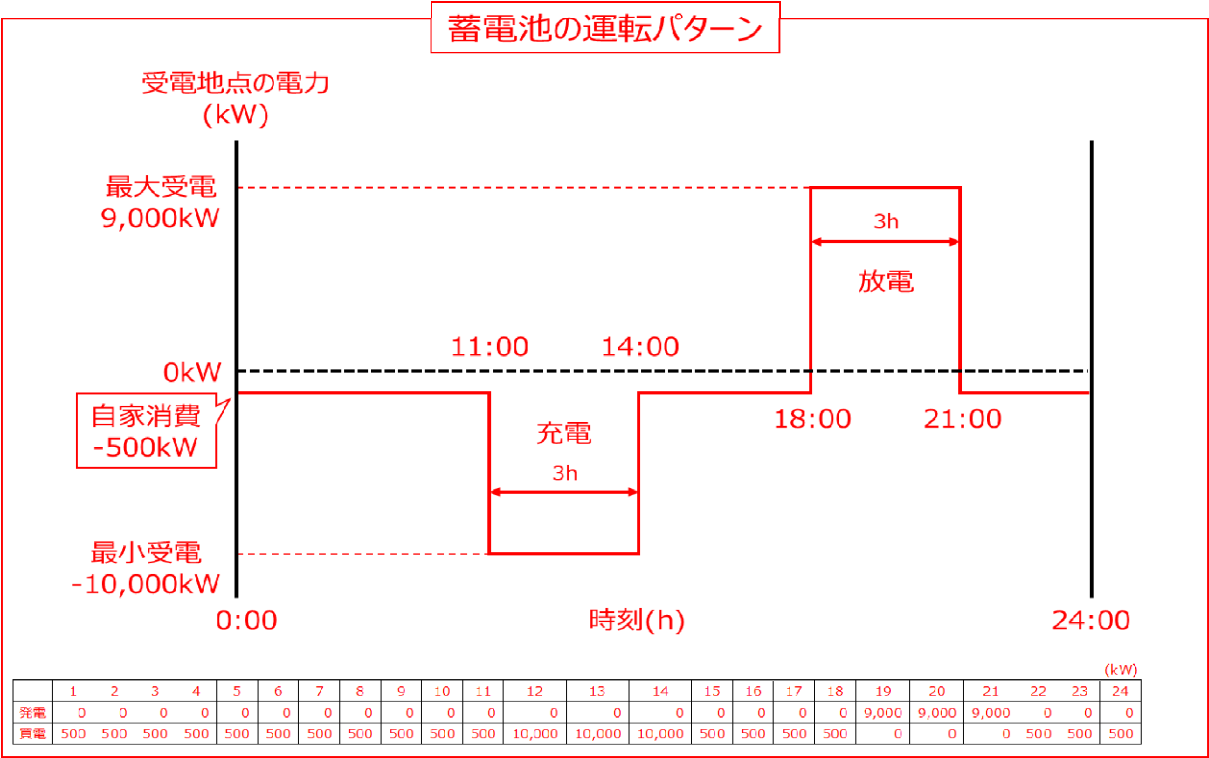 蓄電池の運転パターン
受電地点の電力
(kW)
最大受電
9,000kW
3h
放電
11:00 14:00
0kW
自家消費
-500kW
18:00 21:00
充電
3h
最小受電
-10,000kW
0:00 時刻(h) 24:00
(kW)
1 2 3 4 5 6 7 8 9 10 11 12 13 14 15 16 17 18 19 20 21 22 23 24
発電 0 0 0 0 0 0 0 0 0 0 0 0 0 0 0 0 0 0 9,000 9,000 9,000 0 0 0
買電 500 500 500 500 500 500 500 500 500 500 500 10,000 10,000 10,000 500 500 500 500 0 0 0 500 500 500